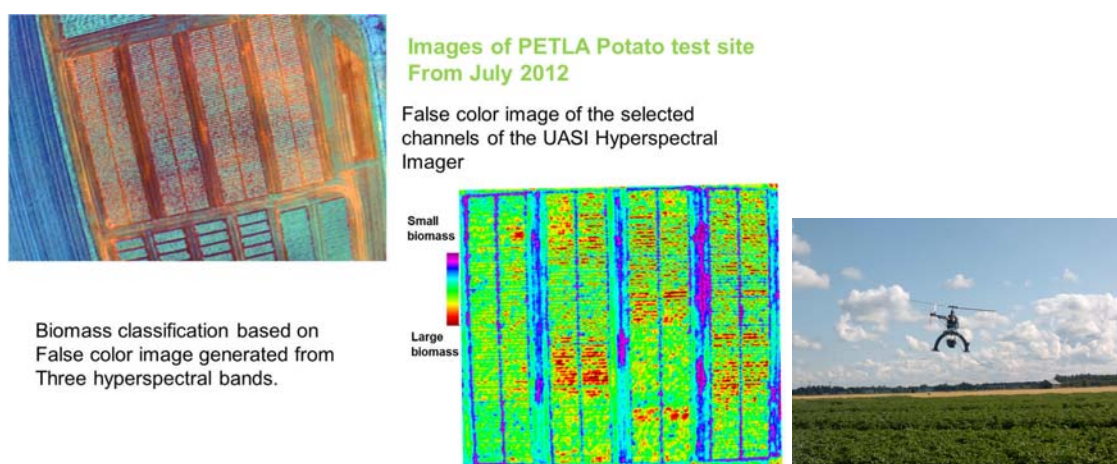 Images of PETLA Potato test site
From July 2012
False color image of the selected
channels of the UASI Hyperspectral
Imager
Small
biomass
Large
biomass
Biomass classification based on
False color image generated from
Three hyperspectral bands.